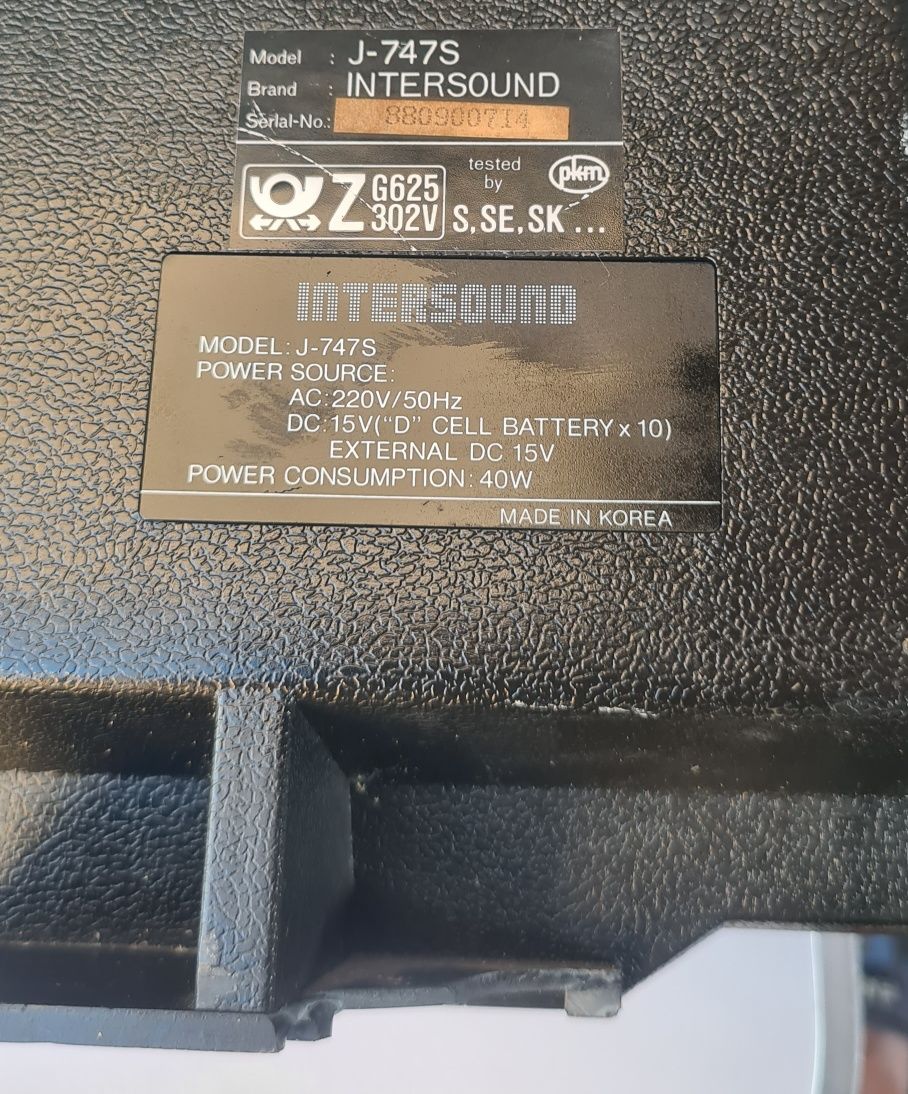 Model : J-747S
Brand : INTERSOUND
Serial-No.: 880900714
Z G625 302V
tested by pkm
S,SE,SK ...
INTERSOUND
MODEL: J-747S
POWER SOURCE:
AC: 220V/50Hz
DC: 15V("D" CELL BATTERY x 10)
EXTERNAL DC 15V
POWER CONSUMPTION: 40W
MADE IN KOREA